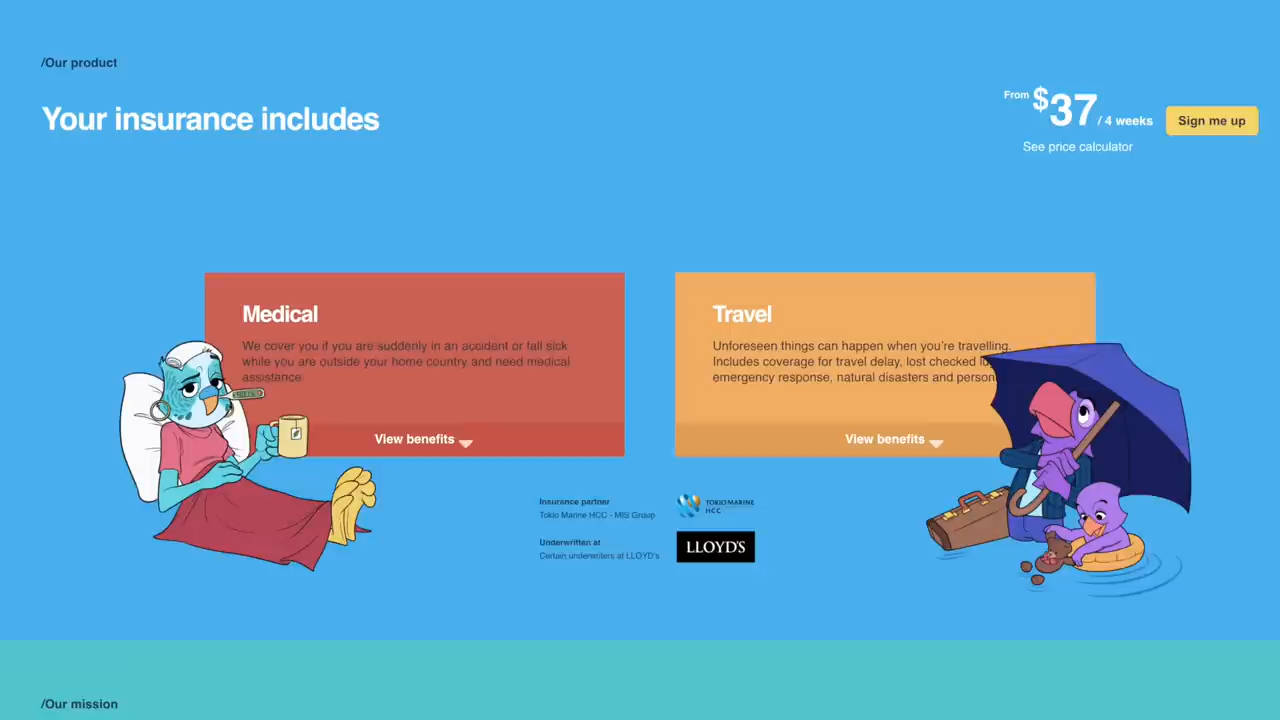 /Our product
Your insurance includes
From $37 / 4 weeks
Sign me up
See price calculator
Medical
We cover you if you are suddenly in an accident or fall sick
while you are outside your home country and need medical
assistance
View benefits
Travel
Unforeseen things can happen when you're travelling.
Includes coverage for travel delay, lost checked
emergency response, natural disasters and
View benefits
Insurance partner
Tokio Marine HCC - MIS Group
TOKIO MARINE
HCC
Underwritten at
Certain underwriters at LLOYD's
LLOYD'S
/Our mission